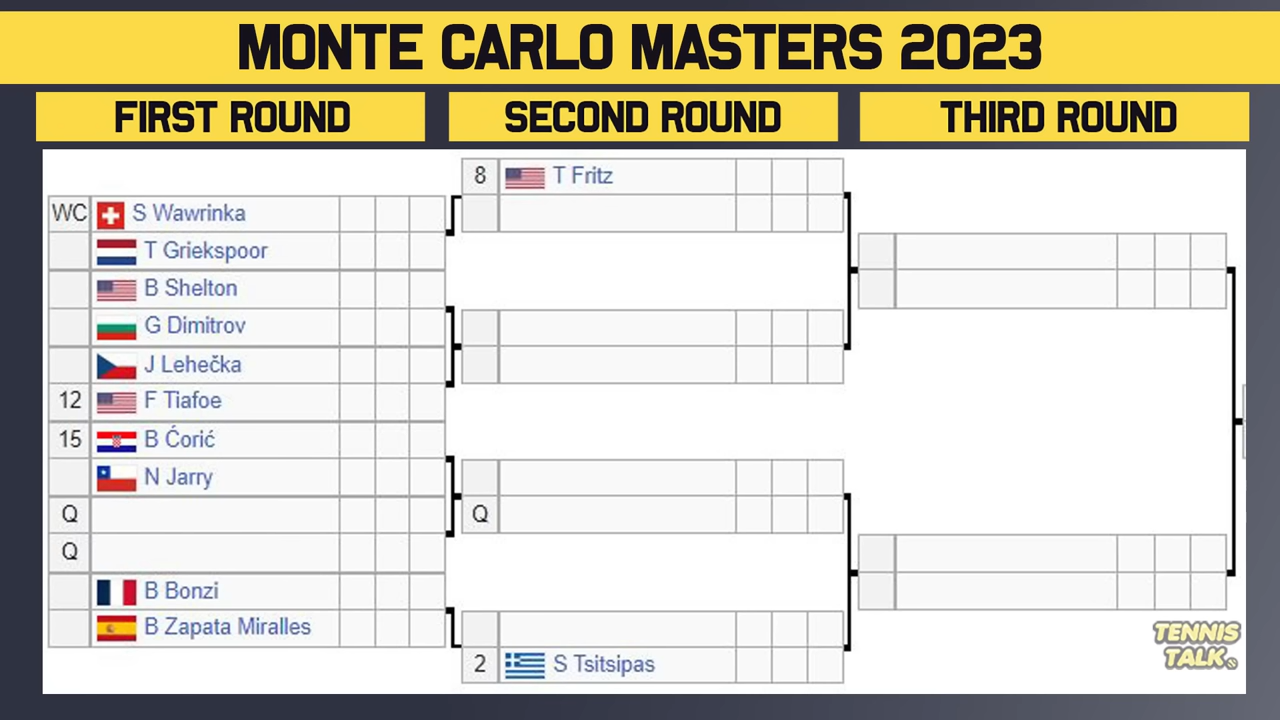 MONTE CARLO MASTERS 2023
FIRST ROUND
SECOND ROUND
THIRD ROUND
WC S Wawrinka
T Griekspoor
B Shelton
G Dimitrov
J Lehečka
12 F Tiafoe
15 B Ćorić
N Jarry
Q
Q
B Bonzi
B Zapata Miralles
8 T Fritz
Q
2 S Tsitsipas
TENNIS
TALK